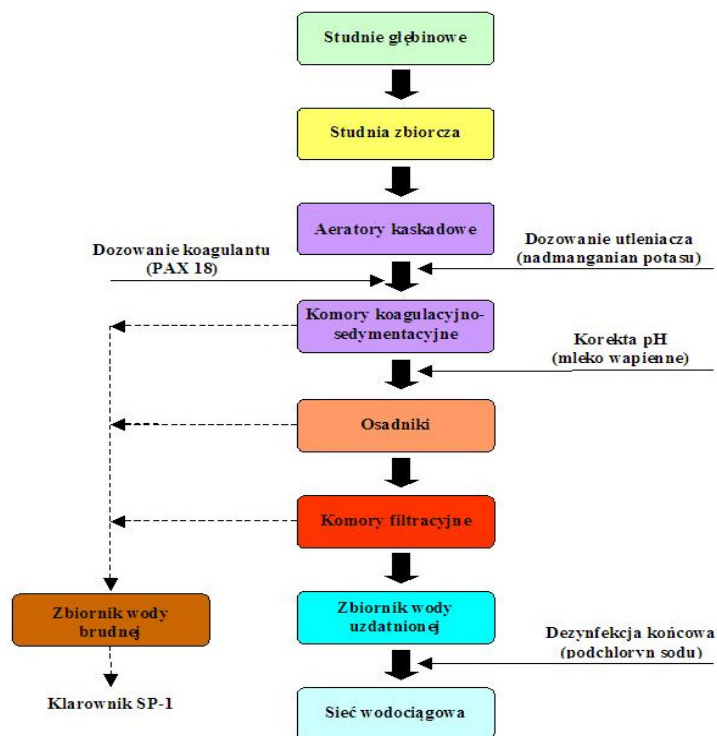 Studnie głębinowe
Studnia zbiorcza
Aeratory kaskadowe
Dozowanie koagulantu
(PAX 18)
Dozowanie utleniacza
(nadmanganian potasu)
Komory koagulacyjno-
sedymentacyjne
Korekta pH
(mleko wapienne)
Osadniki
Komory filtracyjne
Zbiornik wody
brudnej
Zbiornik wody
uzdatnionej
Dezynfekcja końcowa
(podchloryn sodu)
Klarownik SP-1
Sieć wodociągowa